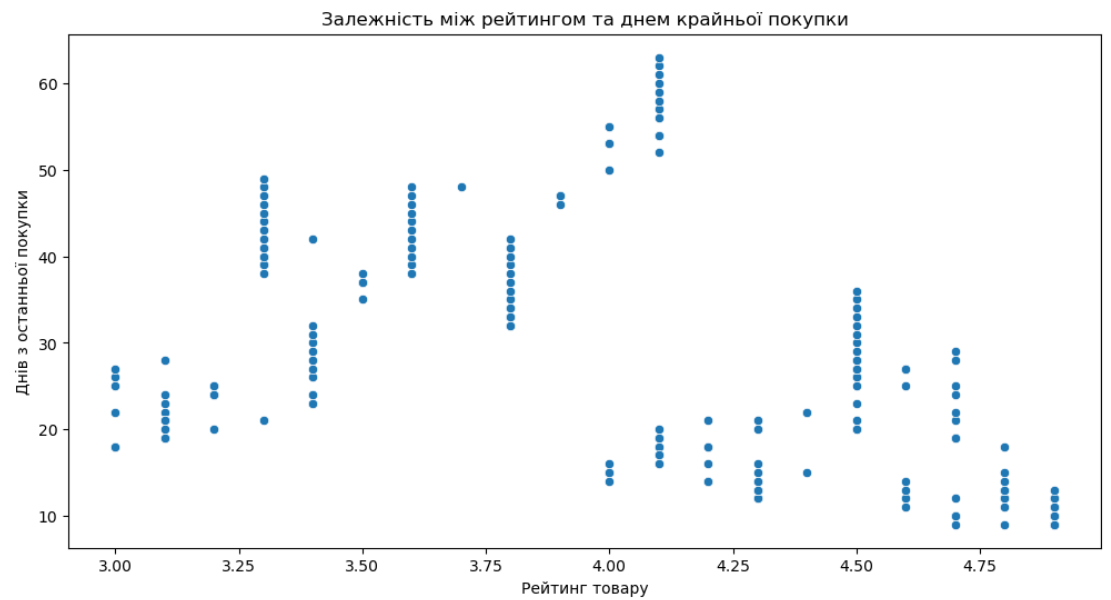 Залежність між рейтингом та днем крайньої покупки
Днів з останньої покупки
60
50
40
30
20
10
3.00 3.25 3.50 3.75 4.00 4.25 4.50 4.75
Рейтинг товару